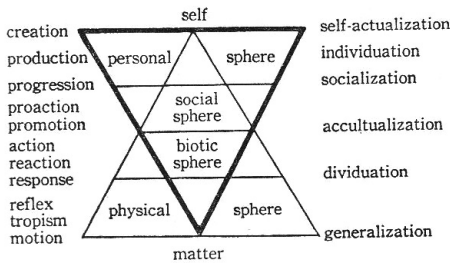 self
creation
self-actualization
production
personal
sphere
individuation
progression
socialization
proaction
social
promotion
sphere
accultualization
action
biotic
reaction
sphere
response
dividuation
reflex
tropism
physical
sphere
motion
generalization
matter